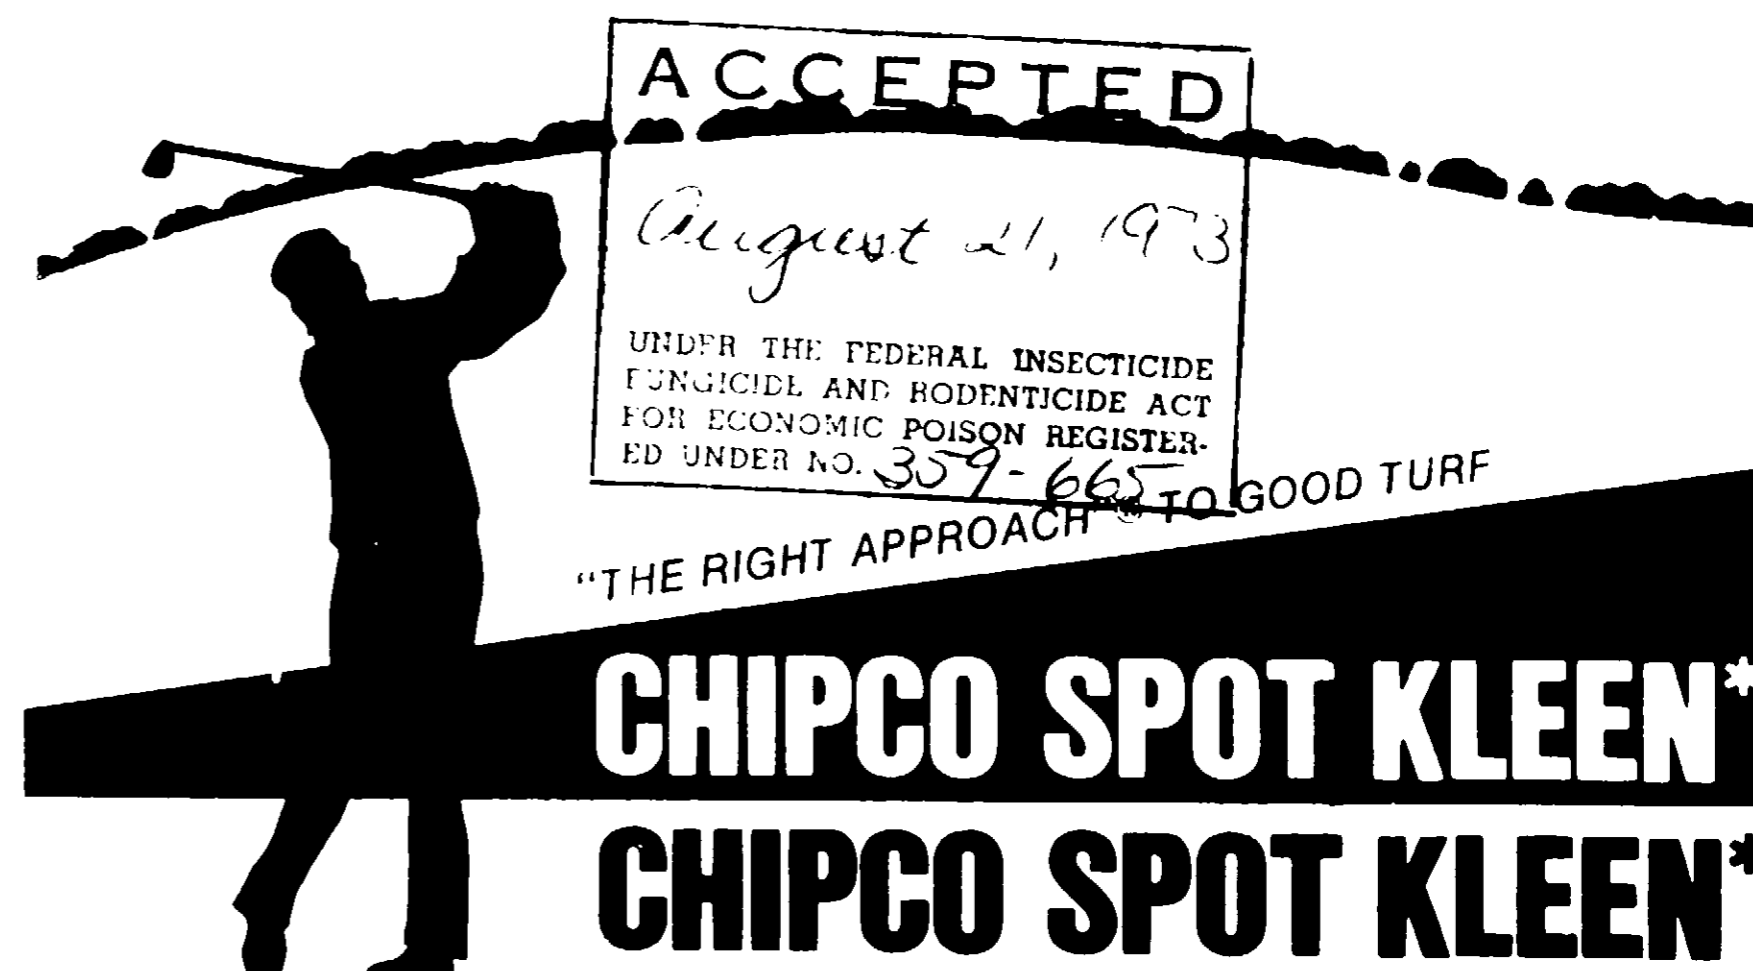 ACCEPTED
August 21, 1973
UNDER THE FEDERAL INSECTICIDE
FUNGICIDE AND RODENTICIDE ACT
FOR ECONOMIC POISON REGISTER-
ED UNDER NO. 359-665
"THE RIGHT APPROACH"® TO GOOD TURF
CHIPCO SPOT KLEEN*
CHIPCO SPOT KLEEN*